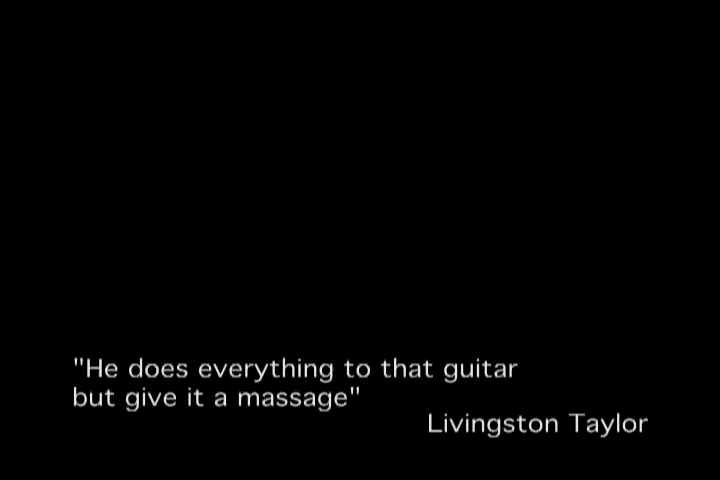 "He does everything to that guitar
but give it a massage"
Livingston Taylor